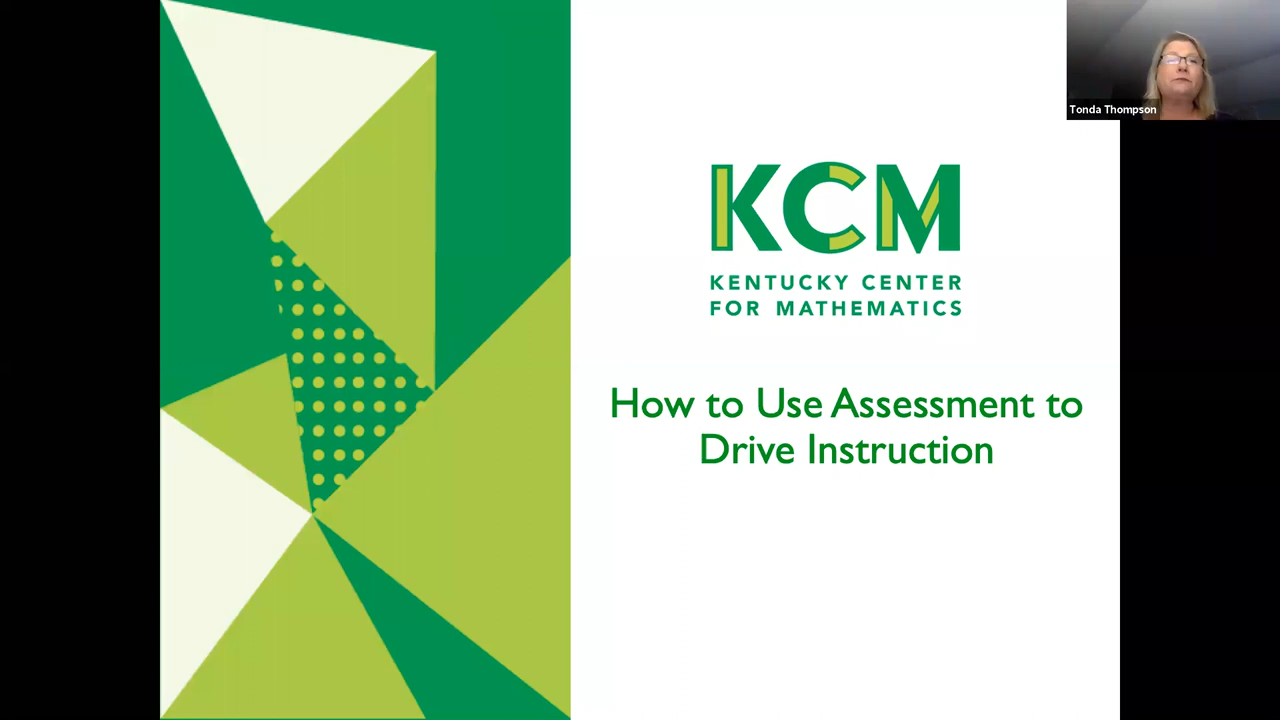 Tonda Thompson
KCM
KENTUCKY CENTER
FOR MATHEMATICS
How to Use Assessment to
Drive Instruction